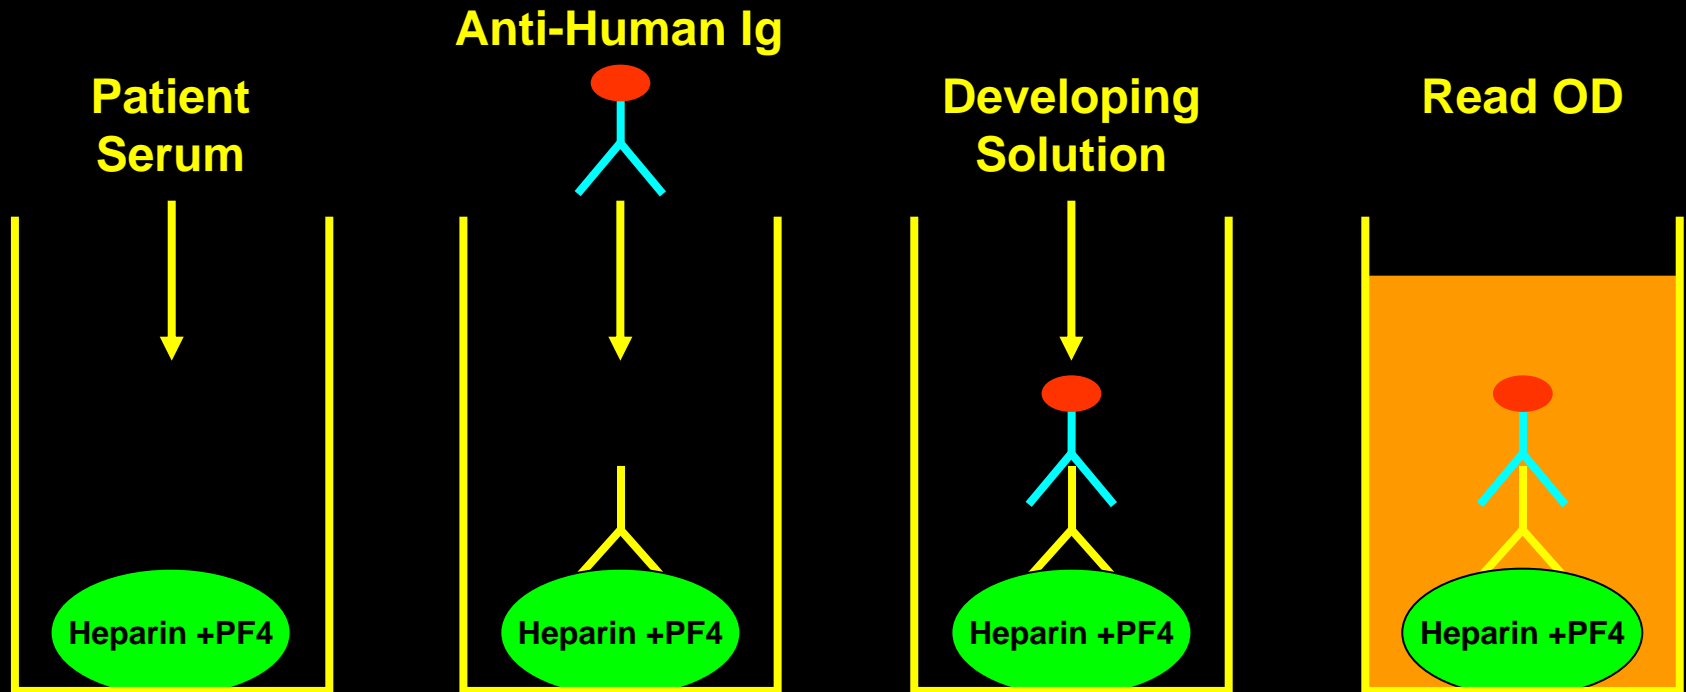 Anti-Human Ig
Patient
Serum
Developing
Solution
Read OD
Heparin +PF4
Heparin +PF4
Heparin +PF4
Heparin +PF4